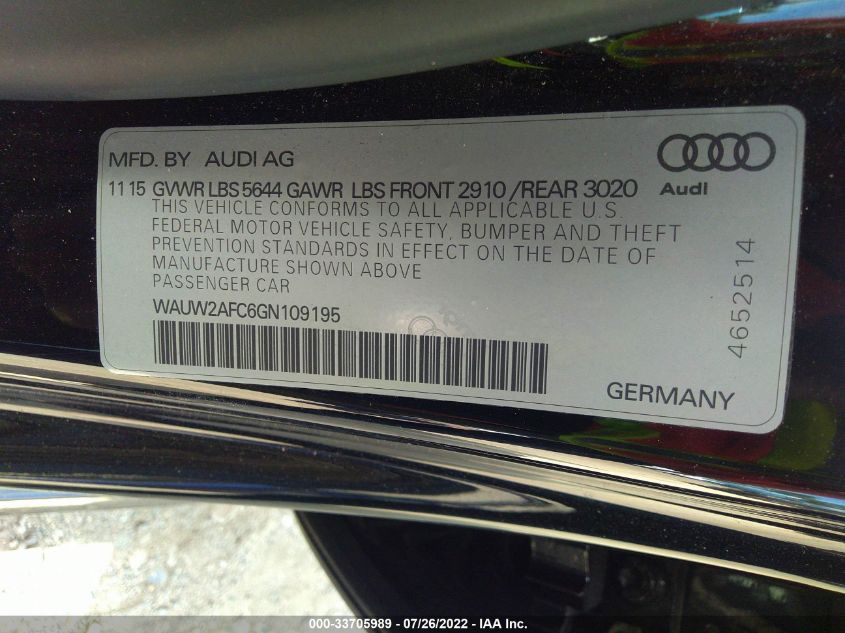 MFD. BY AUDI AG
11 15 GVWR LBS 5644 GAWR LBS FRONT 2910 /REAR 3020
Audi
THIS VEHICLE CONFORMS TO ALL APPLICABLE U.S.
FEDERAL MOTOR VEHICLE SAFETY, BUMPER AND THEFT
PREVENTION STANDARDS IN EFFECT ON THE DATE OF
MANUFACTURE SHOWN ABOVE
PASSENGER CAR
WAUW2AFC6GN109195
4652514
GERMANY
000-33705989 - 07/26/2022 - IAA Inc.